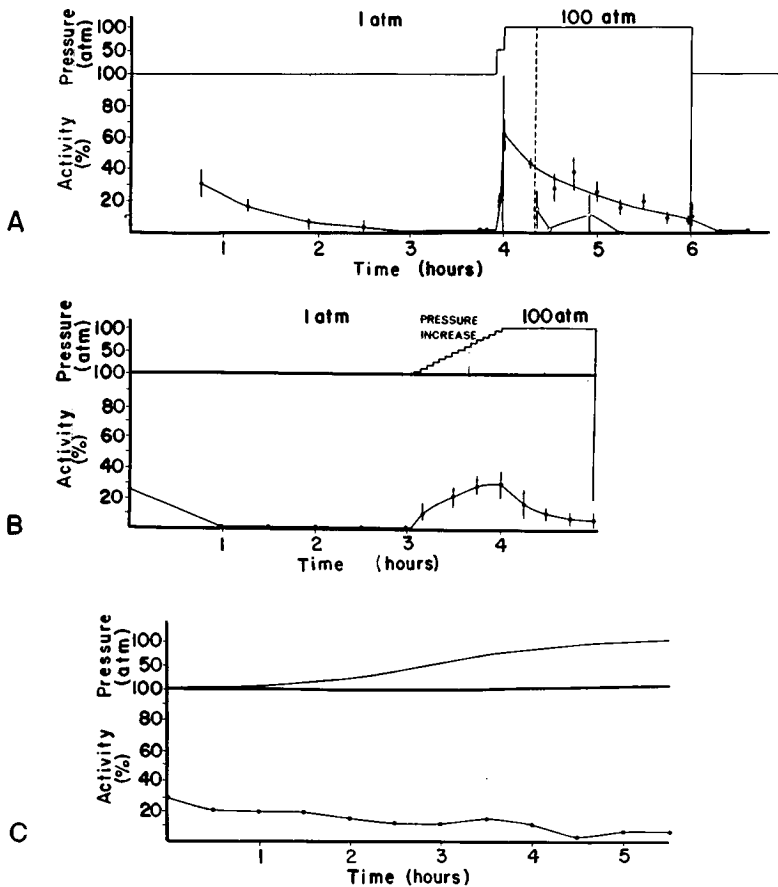 1 atm 100 atm
Pressure (atm)
100
50
100
Activity (%)
80
60
40
20
A
1 2 3 4 5 6
Time (hours)
1 atm PRESSURE INCREASE 100 atm
Pressure (atm)
100
50
100
Activity (%)
80
60
40
20
B
1 2 3 4
Time (hours)
Pressure (atm)
100
50
100
Activity (%)
80
60
40
20
C
1 2 3 4 5
Time (hours)